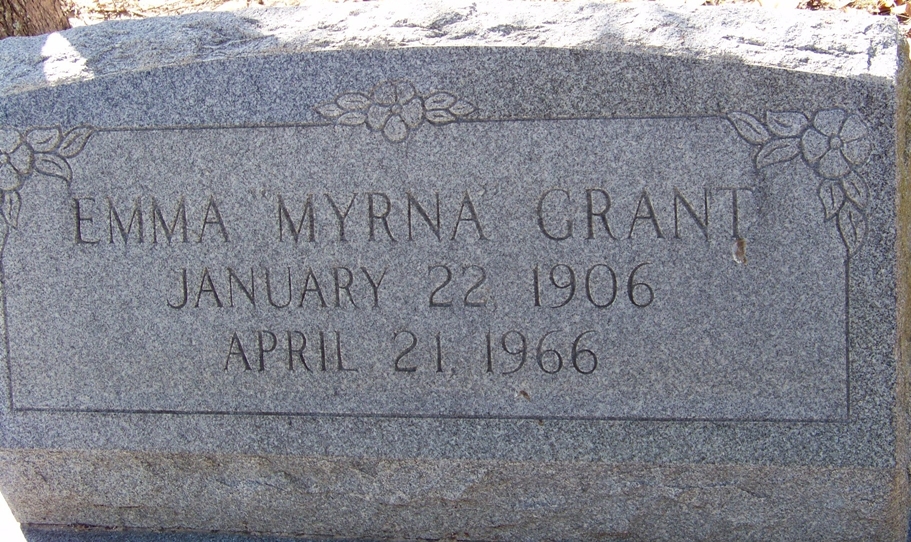 EMMA "MYRNA" GRANT
JANUARY 22, 1906
APRIL 21, 1966